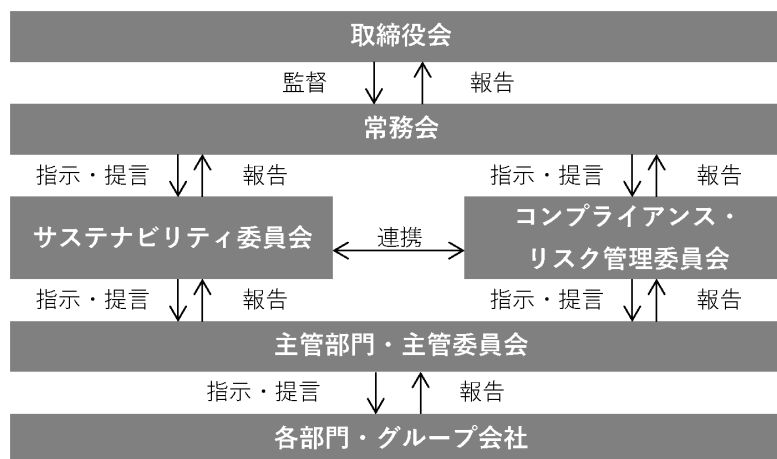 取締役会
監督 報告
常務会
指示・提言 報告 指示・提言 報告
サステナビリティ委員会
連携
コンプライアンス・
リスク管理委員会
指示・提言 報告 指示・提言 報告
主管部門・主管委員会
指示・提言 報告
各部門・グループ会社